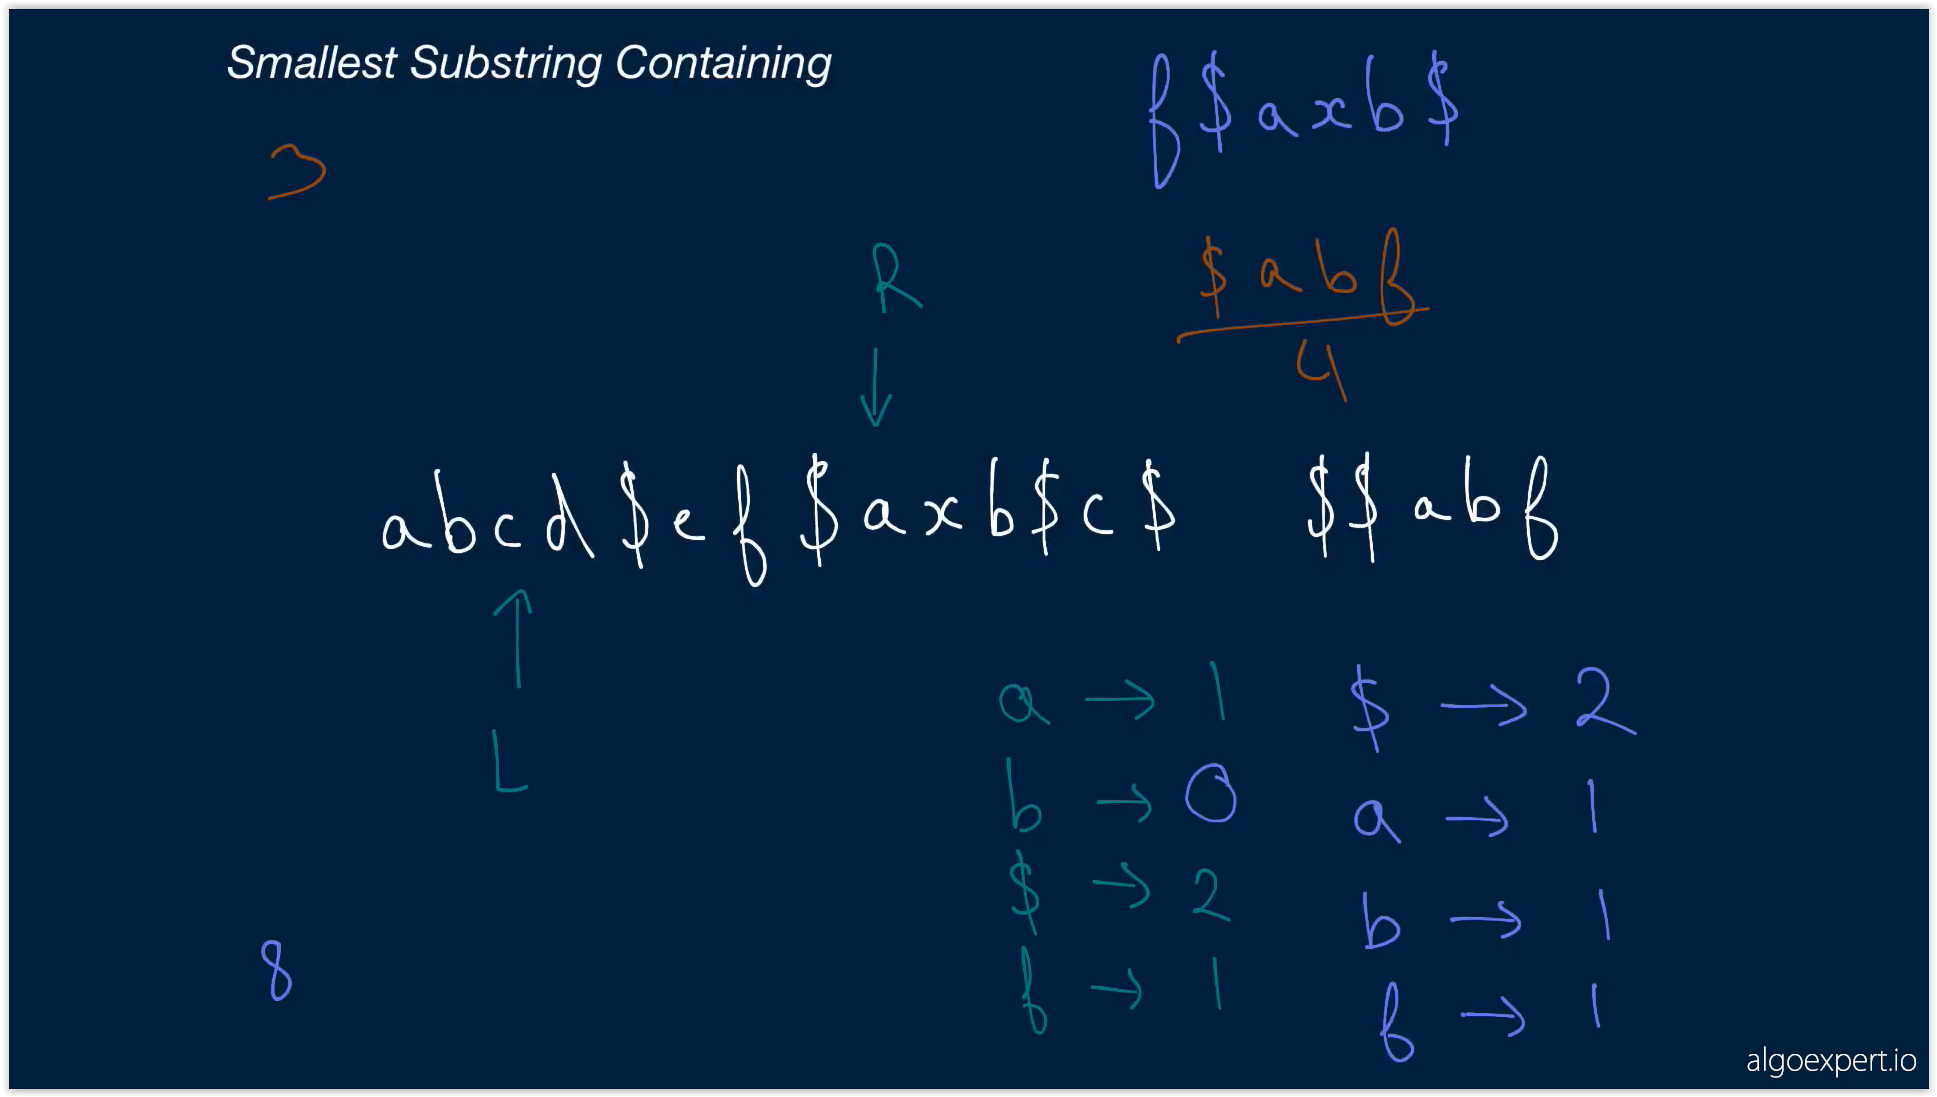 Smallest Substring Containing
f$axb$
3
R
$abf
4
abcd$ef$axb$c$ $$abf
L
a → 1 $ → 2
b → 0 a → 1
$ → 2 b → 1
f → 1 f → 1
8
algoexpert.io